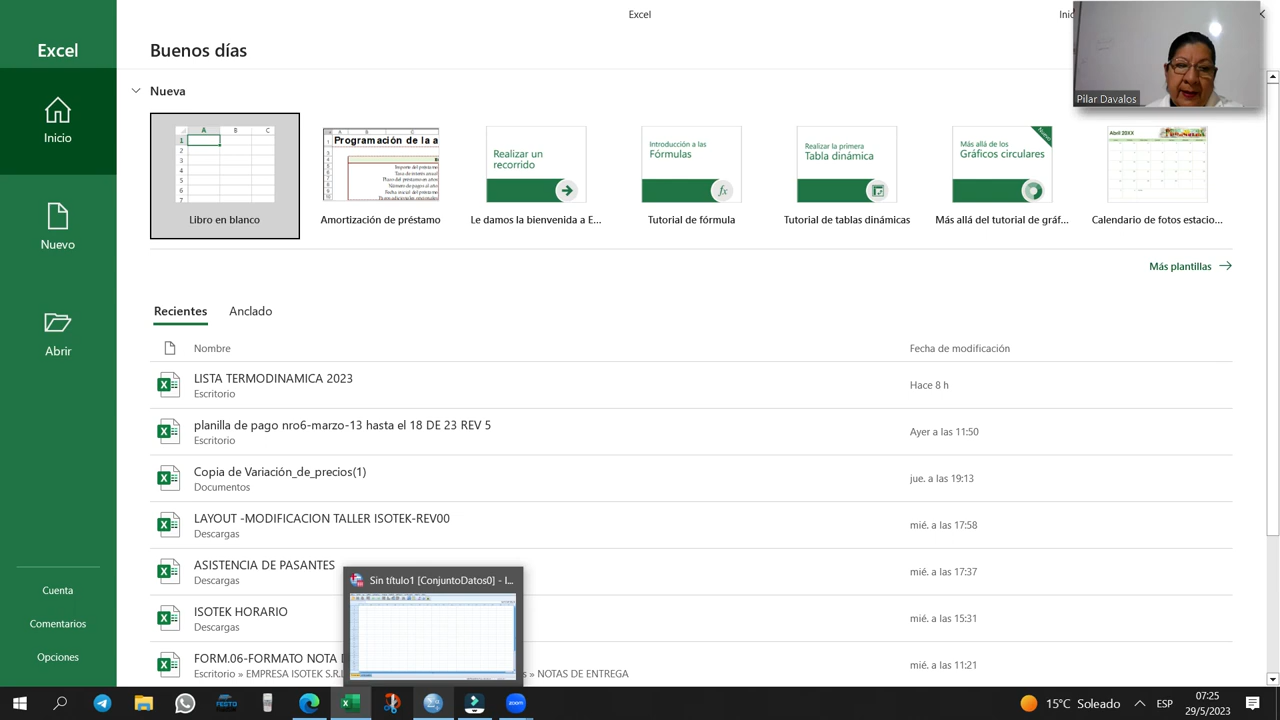 Excel
Inic
Pilar Davalos
Excel
Buenos días
Inicio
Nuevo
Abrir
Cuenta
Comentarios
Opciones
Nueva
Programación de la a
Realizar un
recorrido
Introducción a las
Fórmulas
Realizar la primera
Tabla dinámica
Más allá de los
Gráficos circulares
Abril 20XX
Libro en blanco
Amortización de préstamo
Le damos la bienvenida a E...
Tutorial de fórmula
Tutorial de tablas dinámicas
Más allá del tutorial de gráf...
Calendario de fotos estacio...
Más plantillas
Recientes Anclado
Nombre Fecha de modificación
LISTA TERMODINAMICA 2023
Escritorio
Hace 8 h
planilla de pago nro6-marzo-13 hasta el 18 DE 23 REV 5
Escritorio
Ayer a las 11:50
Copia de Variación_de_precios(1)
Documentos
jue. a las 19:13
LAYOUT -MODIFICACION TALLER ISOTEK-REV00
Descargas
mié. a las 17:58
ASISTENCIA DE PASANTES
Descargas
mié. a las 17:37
ISOTEK HORARIO
Descargas
mié. a las 15:31
FORM.06-FORMATO NOTA
Escritorio » EMPRESA ISOTEK S.R.L » NOTAS DE ENTREGA
mié. a las 11:21
Sin título1 [ConjuntoDatos0] - I...
FESTO
zoom
15°C Soleado
ESP
07:25
29/5/2023